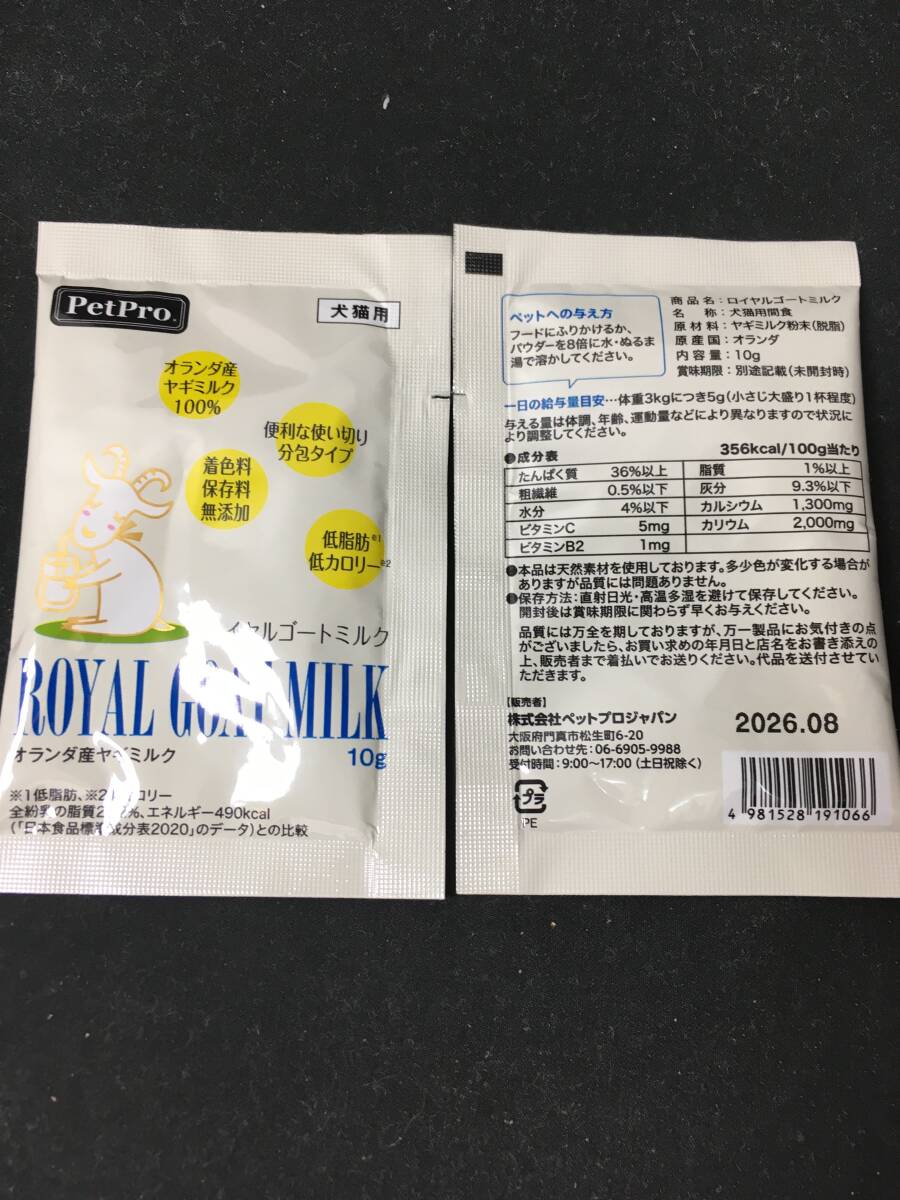 PetPro
犬猫用
オランダ産
ヤギミルク
100%
便利な使い切り
分包タイプ
着色料
保存料
無添加
低脂肪※1
低カロリー※2
イヤルゴートミルク
ROYAL GOAT MILK
オランダ産ヤギミルク
10g
※1低脂肪、※2 カロリー
全粉乳の脂質 %、エネルギー490kcal
(「日本食品標準成分表2020」のデータ)との比較
ペットへの与え方
フードにふりかけるか、
パウダーを8倍に水・ぬるま
湯で溶かしてください。
商品名:ロイヤルゴートミルク
名 称:犬猫用間食
原材料:ヤギミルク粉末(脱脂)
原産国:オランダ
内容量:10g
賞味期限:別途記載(未開封時)
一日の給与量目安…体重3kgにつき5g(小さじ大盛り1杯程度)
与える量は体調、年齢、運動量などにより異なりますので状況に
より調整してください。
●成分表 356kcal/100g当たり
たんぱく質 36%以上 脂質 1%以上
粗繊維 0.5%以下 灰分 9.3%以下
水分 4%以下 カルシウム 1,300mg
ビタミンC 5mg カリウム 2,000mg
ビタミンB2 1mg
●本品は天然素材を使用しております。多少色が変化する場合が
ありますが品質には問題ありません。
●保存方法:直射日光・高温多湿を避けて保存してください。
開封後は賞味期限に関わらず早くお与えください。
品質には万全を期しておりますが、万一製品にお気付きの点
がございましたら、お買い求めの年月日と店名をお書き添えの
上、販売者まで着払いでお送りください。代品を送付させてい
ただきます。
【販売者】
株式会社ペットプロジャパン
大阪府門真市松生町6-20
お問い合わせ先:06-6905-9988
受付時間:9:00~17:00(土日祝除く)
2026.08
プラ
PE
4 981528 191066